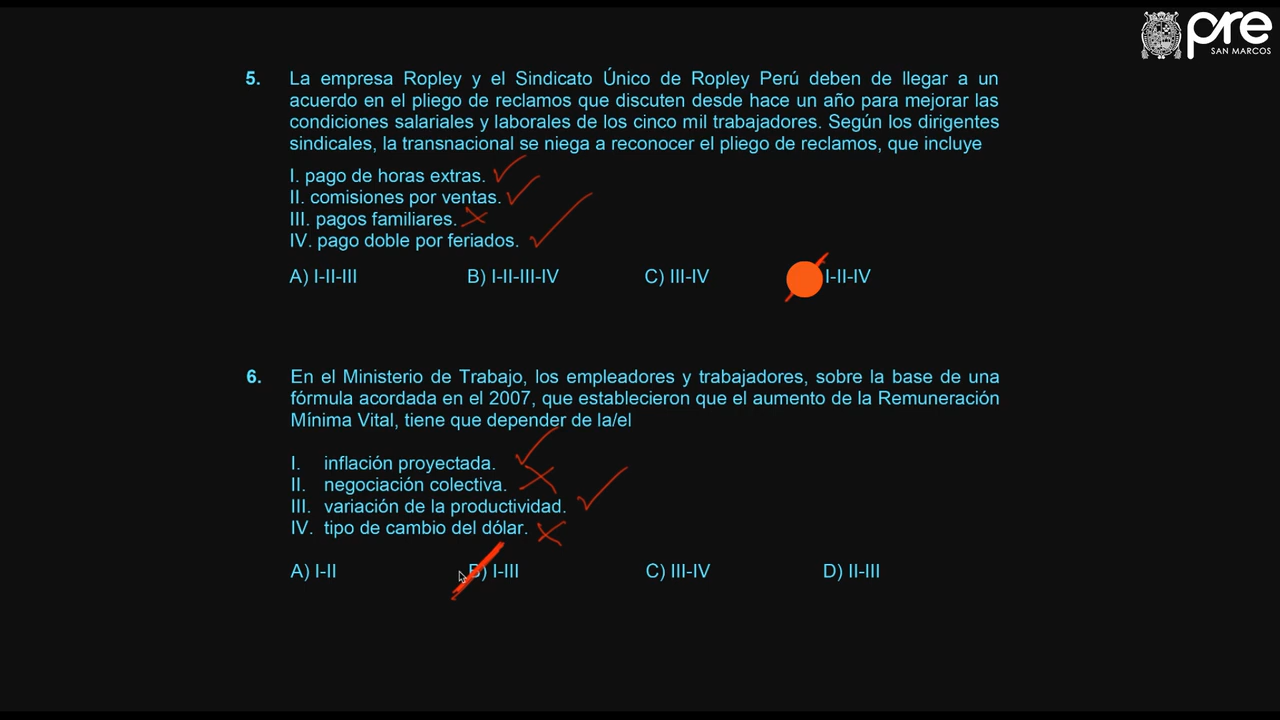 pre
SAN MARCOS
5. La empresa Ropley y el Sindicato Único de Ropley Perú deben de llegar a un
acuerdo en el pliego de reclamos que discuten desde hace un año para mejorar las
condiciones salariales y laborales de los cinco mil trabajadores. Según los dirigentes
sindicales, la transnacional se niega a reconocer el pliego de reclamos, que incluye
I. pago de horas extras.
II. comisiones por ventas.
III. pagos familiares.
IV. pago doble por feriados.
A) I-II-III B) I-II-III-IV C) III-IV I-II-IV
6. En el Ministerio de Trabajo, los empleadores y trabajadores, sobre la base de una
fórmula acordada en el 2007, que establecieron que el aumento de la Remuneración
Mínima Vital, tiene que depender de la/el
I. inflación proyectada.
II. negociación colectiva.
III. variación de la productividad.
IV. tipo de cambio del dólar.
A) I-II B) I-III C) III-IV D) II-III